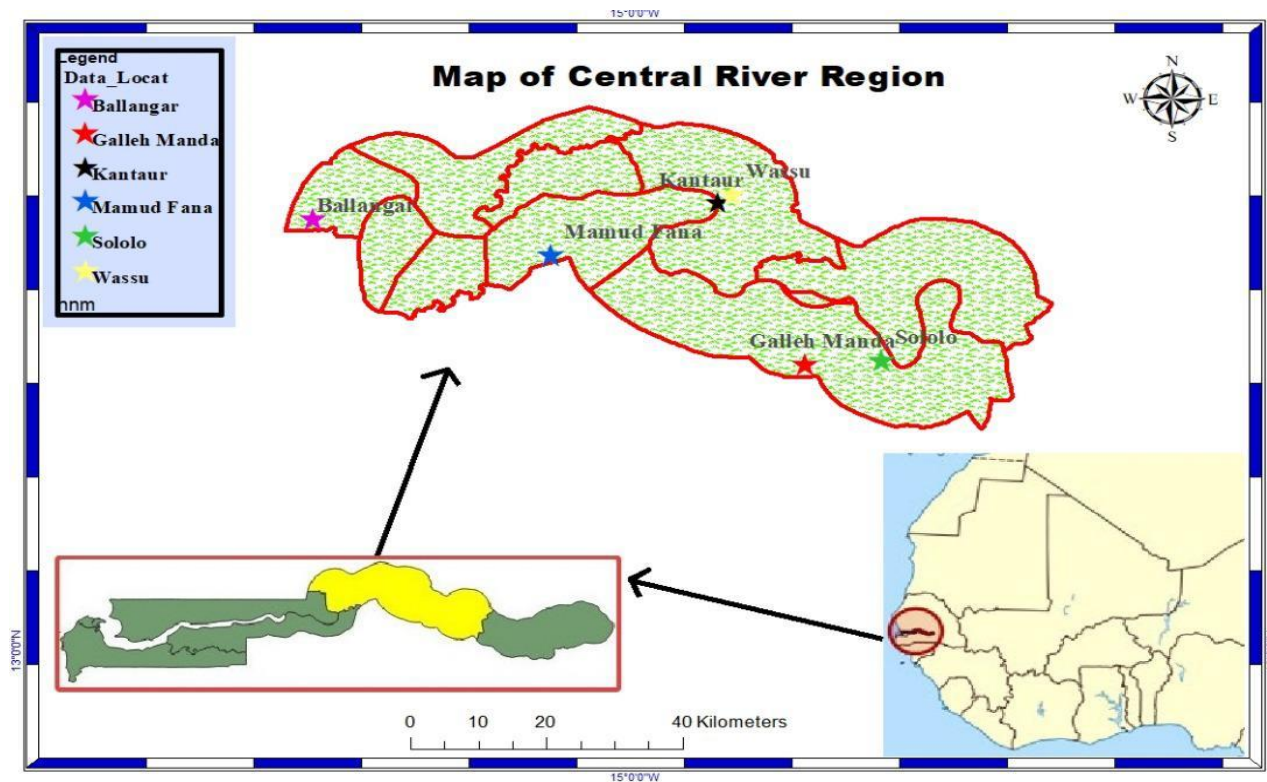 15°0'0"W
Legend
Data_Locat
Ballangar
Galleh Manda
Kantaur
Mamud Fana
Sololo
Wassu
nnm
Map of Central River Region
N
W E
S
Wassu
Kantaur
Ballangar
Mamud Fana
Galleh Manda Sololo
13°0'0"N
0 10 20 40 Kilometers
15°0'0"W